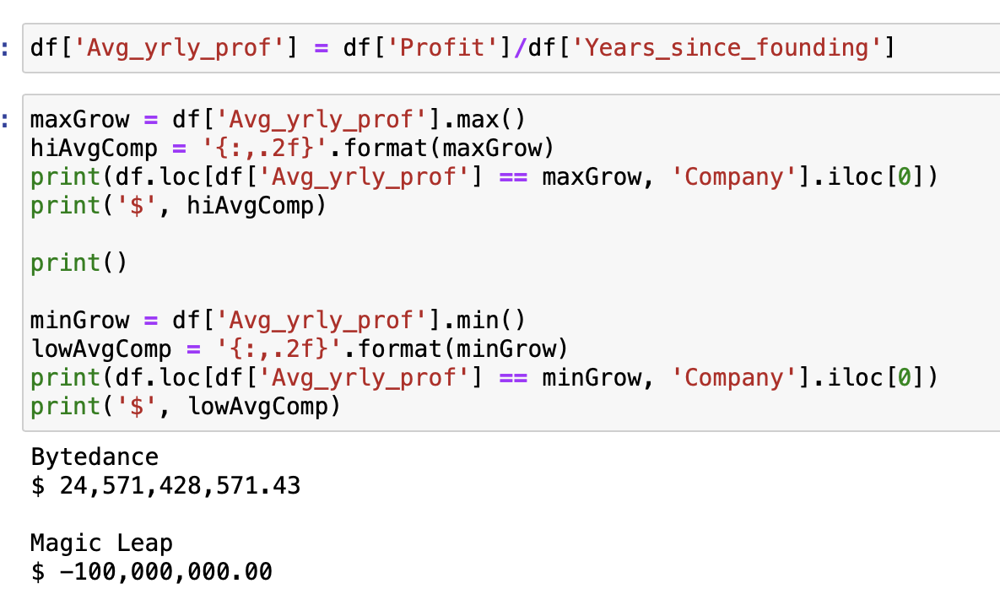 : df['Avg_yrly_prof'] = df['Profit']/df['Years_since_founding']
: maxGrow = df['Avg_yrly_prof'].max()
hiAvgComp = '{:,.2f}'.format(maxGrow)
print(df.loc[df['Avg_yrly_prof'] == maxGrow, 'Company'].iloc[0])
print('$', hiAvgComp)
print()
minGrow = df['Avg_yrly_prof'].min()
lowAvgComp = '{:,.2f}'.format(minGrow)
print(df.loc[df['Avg_yrly_prof'] == minGrow, 'Company'].iloc[0])
print('$', lowAvgComp)
Bytedance
$ 24,571,428,571.43
Magic Leap
$ -100,000,000.00